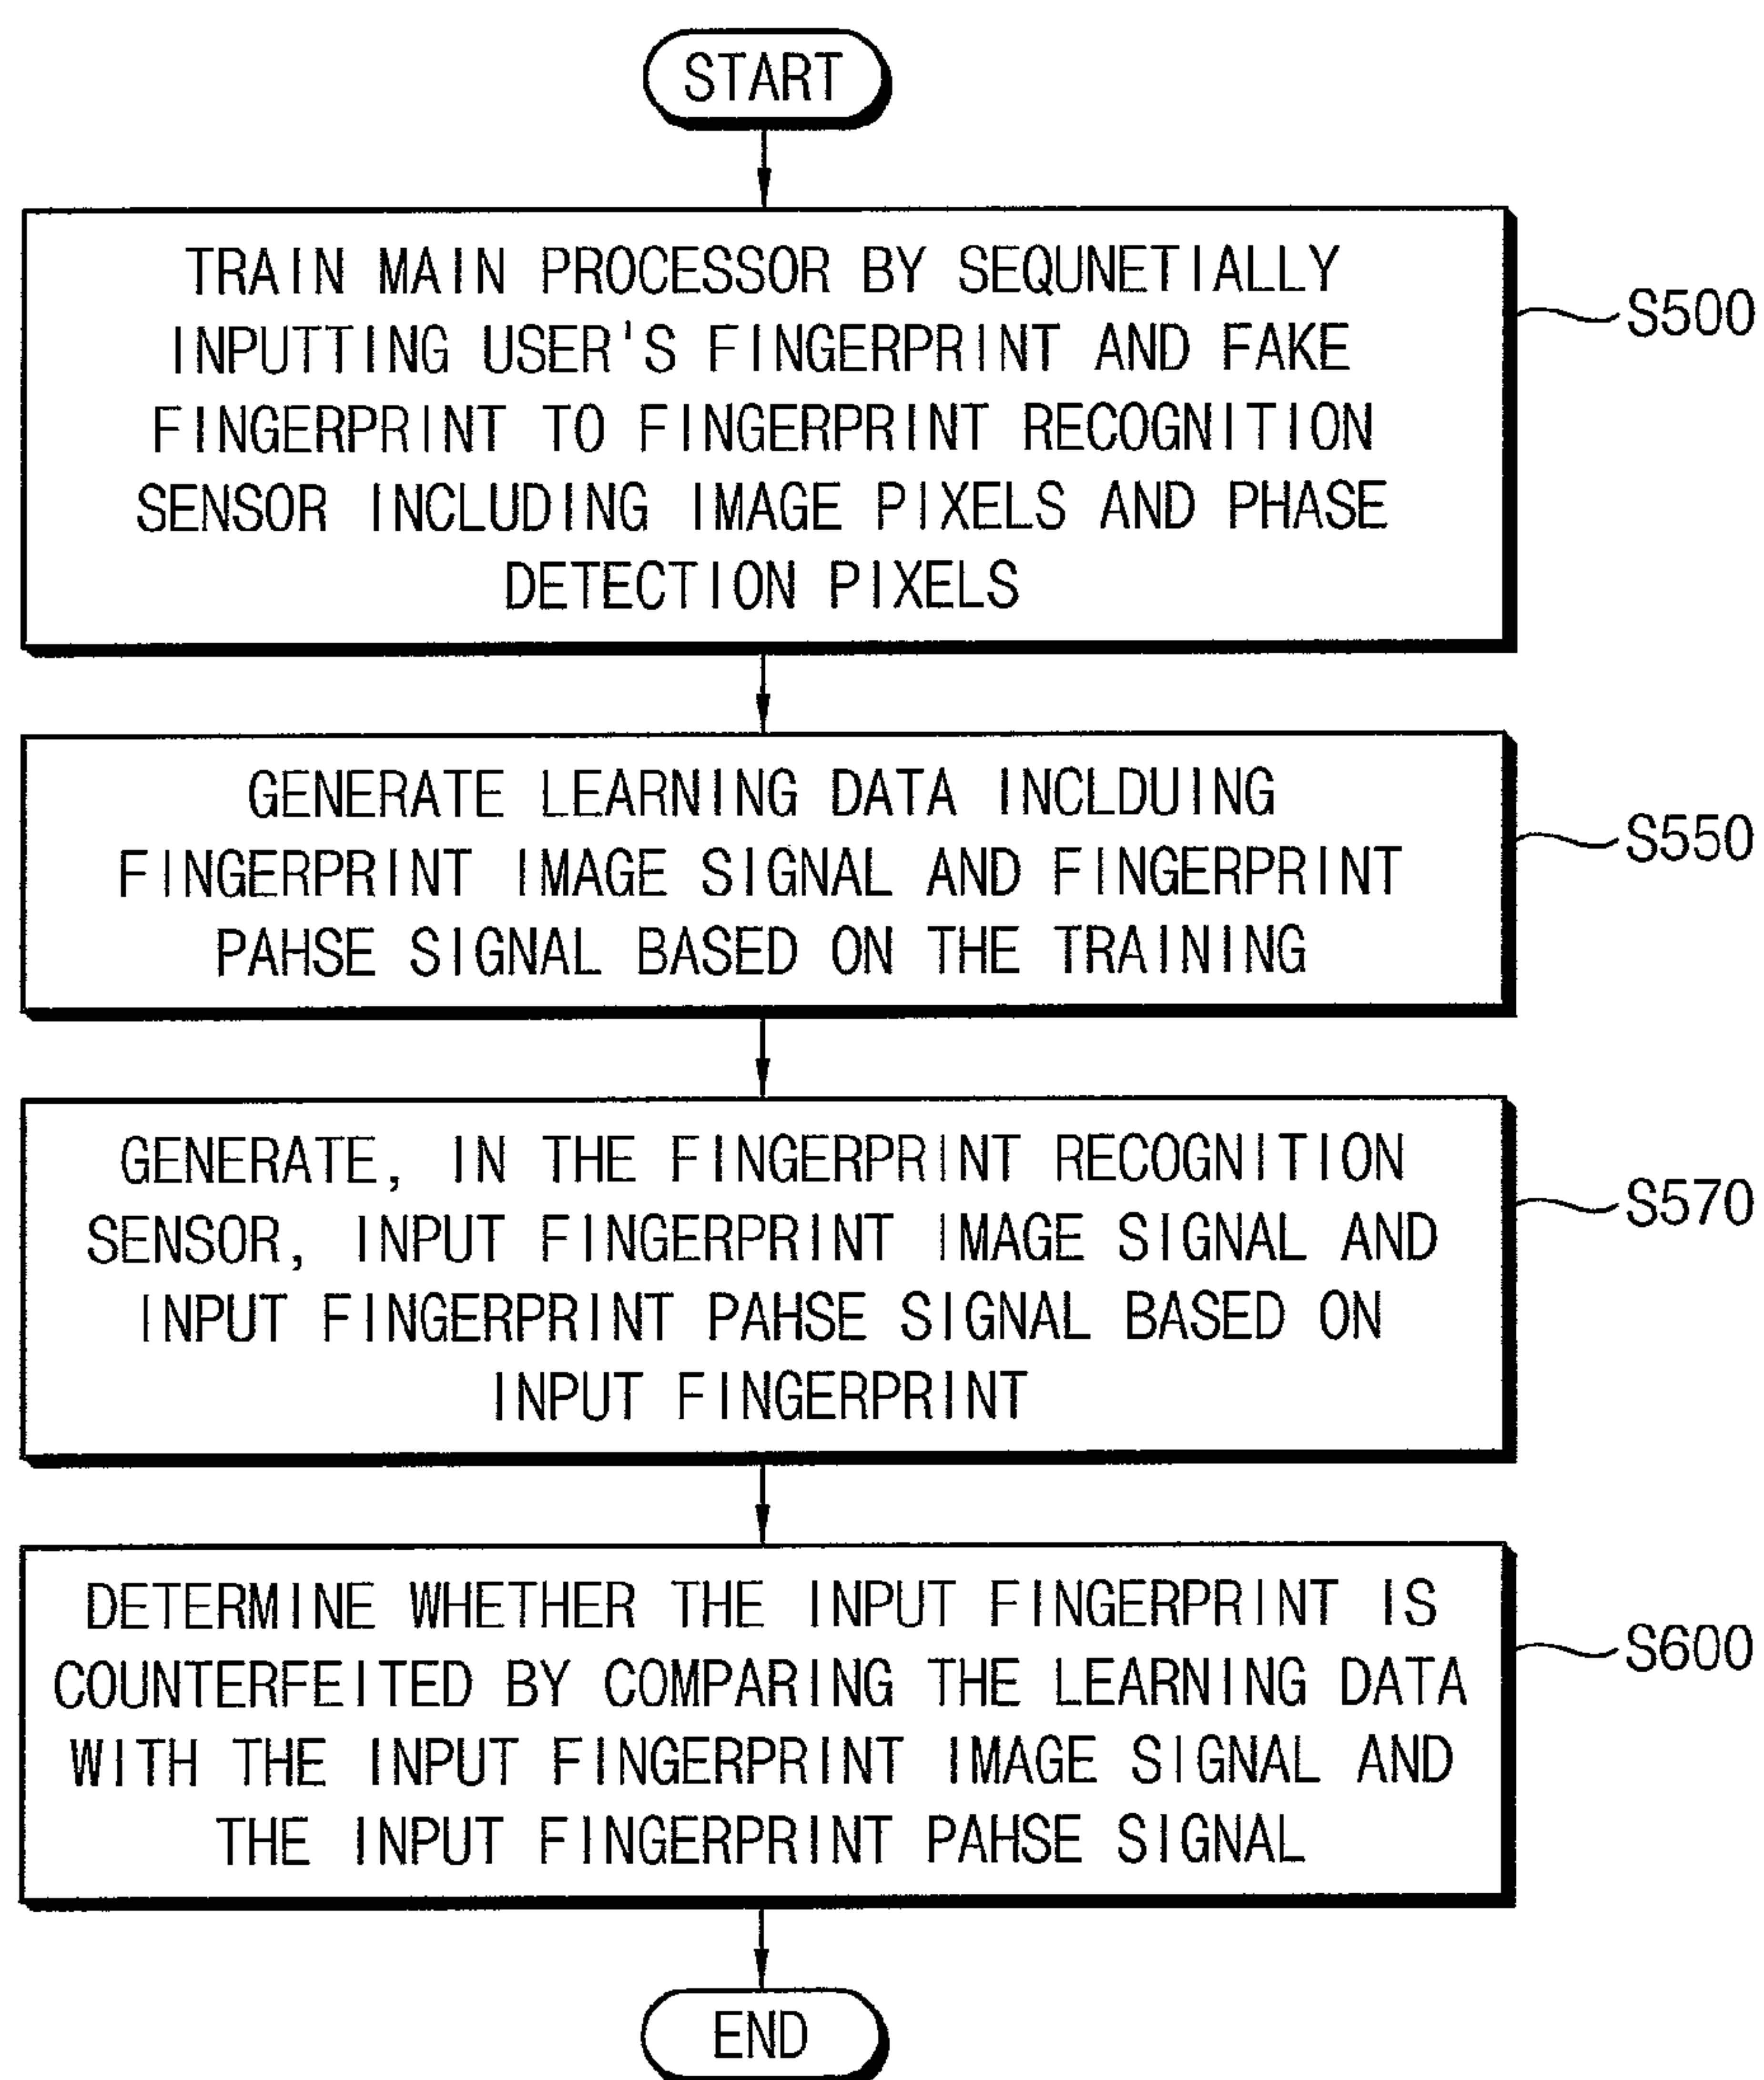 START
TRAIN MAIN PROCESSOR BY SEQUNETIALLY
INPUTTING USER'S FINGERPRINT AND FAKE
FINGERPRINT TO FINGERPRINT RECOGNITION
SENSOR INCLUDING IMAGE PIXELS AND PHASE
DETECTION PIXELS
S500
GENERATE LEARNING DATA INCLDUING
FINGERPRINT IMAGE SIGNAL AND FINGERPRINT
PAHSE SIGNAL BASED ON THE TRAINING
S550
GENERATE, IN THE FINGERPRINT RECOGNITION
SENSOR, INPUT FINGERPRINT IMAGE SIGNAL AND
INPUT FINGERPRINT PAHSE SIGNAL BASED ON
INPUT FINGERPRINT
S570
DETERMINE WHETHER THE INPUT FINGERPRINT IS
COUNTERFEITED BY COMPARING THE LEARNING DATA
WITH THE INPUT FINGERPRINT IMAGE SIGNAL AND
THE INPUT FINGERPRINT PAHSE SIGNAL
S600
END